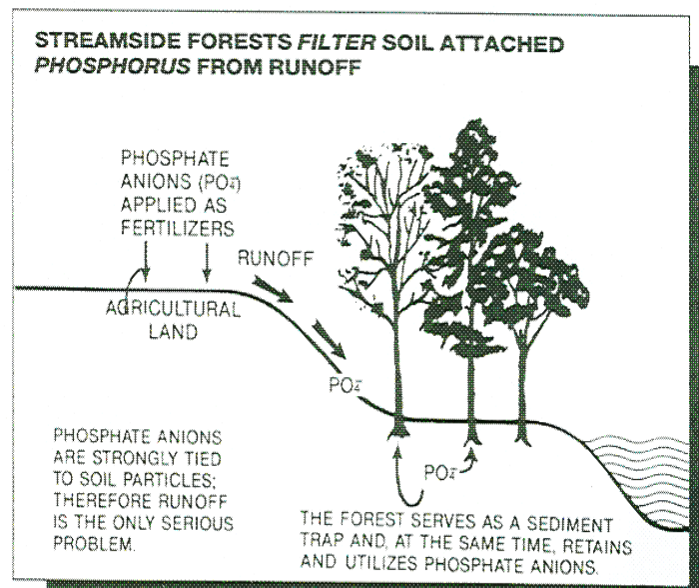 STREAMSIDE FORESTS FILTER SOIL ATTACHED
PHOSPHORUS FROM RUNOFF
PHOSPHATE
ANIONS (PO₄⁻)
APPLIED AS
FERTILIZERS
RUNOFF
AGRICULTURAL
LAND
PO₄⁻
PHOSPHATE ANIONS
ARE STRONGLY TIED
TO SOIL PARTICLES;
THEREFORE RUNOFF
IS THE ONLY SERIOUS
PROBLEM.
PO₄⁻
THE FOREST SERVES AS A SEDIMENT
TRAP AND, AT THE SAME TIME, RETAINS
AND UTILIZES PHOSPHATE ANIONS.